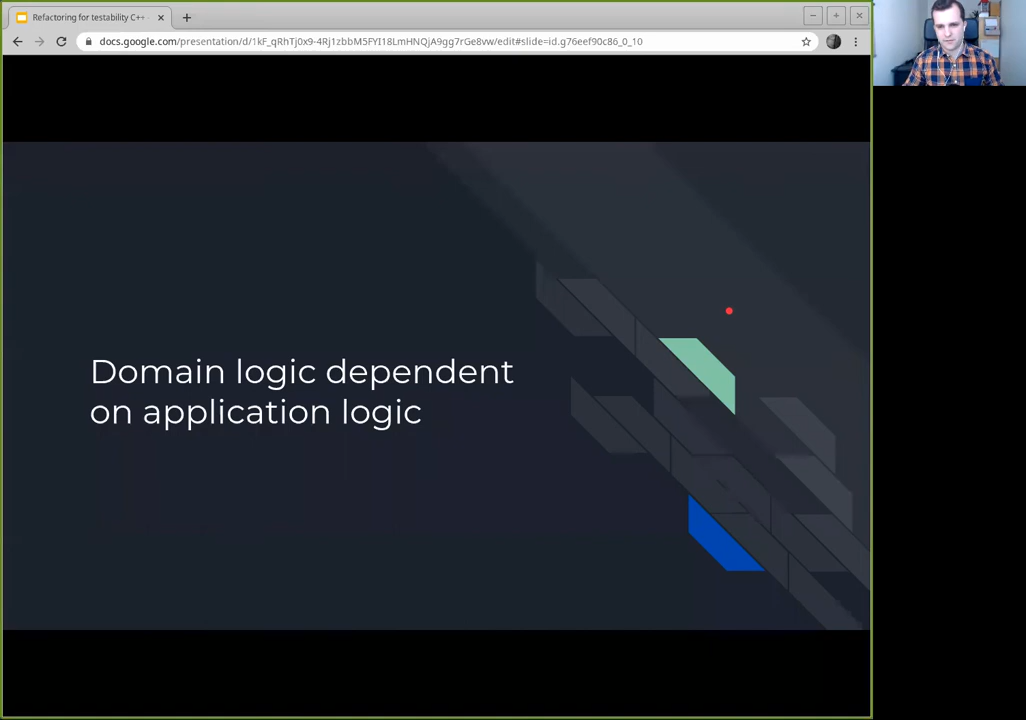 Refactoring for testability C++
docs.google.com/presentation/d/1kF_qRhTj0x9-4Rj1zbbM5FYI18LmHNQjA9gg7rGe8vw/edit#slide=id.g76eef90c86_0_10
Domain logic dependent
on application logic